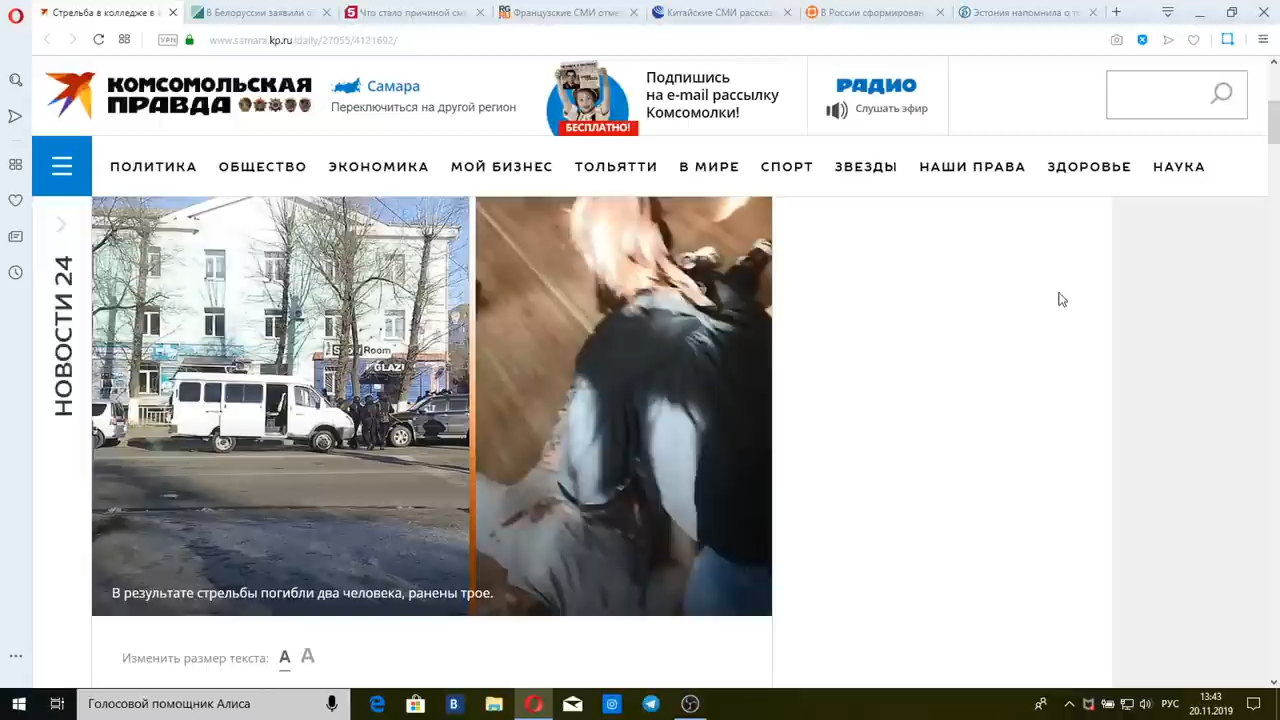 Стрельба в колледже в
В Белоруссии заявили о
Что стало причиной сме
Французские СМИ отме
Китайские СМИ расска
В России сформирован
Эстония напомнила о т
VPN
www.samara.kp.ru/daily/27055/4121692/
КОМСОМОЛЬСКАЯ
ПРАВДА
Самара
Переключиться на другой регион
БЕСПЛАТНО!
Подпишись
на e-mail рассылку
Комсомолки!
РАДИО
Слушать эфир
ПОЛИТИКА ОБЩЕСТВО ЭКОНОМИКА МОЙ БИЗНЕС ТОЛЬЯТТИ В МИРЕ СПОРТ ЗВЕЗДЫ НАШИ ПРАВА ЗДОРОВЬЕ НАУКА
НОВОСТИ 24
Room
GLAZI
В результате стрельбы погибли два человека, ранены трое.
Изменить размер текста: А А
Голосовой помощник Алиса
РУС
13:43
20.11.2019